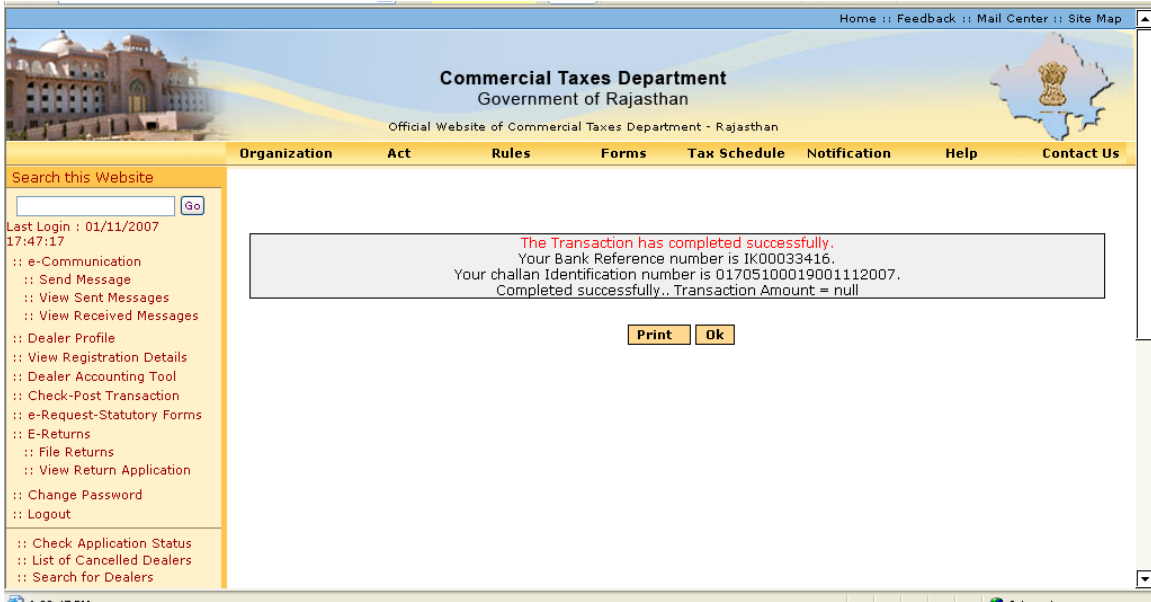 Home :: Feedback :: Mail Center :: Site Map
Commercial Taxes Department
Government of Rajasthan
Official Website of Commercial Taxes Department - Rajasthan
Organization Act Rules Forms Tax Schedule Notification Help Contact Us
Search this Website
Go
Last Login : 01/11/2007
17:47:17
:: e-Communication
:: Send Message
:: View Sent Messages
:: View Received Messages
:: Dealer Profile
:: View Registration Details
:: Dealer Accounting Tool
:: Check-Post Transaction
:: e-Request-Statutory Forms
:: E-Returns
:: File Returns
:: View Return Application
:: Change Password
:: Logout
:: Check Application Status
:: List of Cancelled Dealers
:: Search for Dealers
The Transaction has completed successfully.
Your Bank Reference number is IK00033416.
Your challan Identification number is 01705100019001112007.
Completed successfully.. Transaction Amount = null
Print Ok